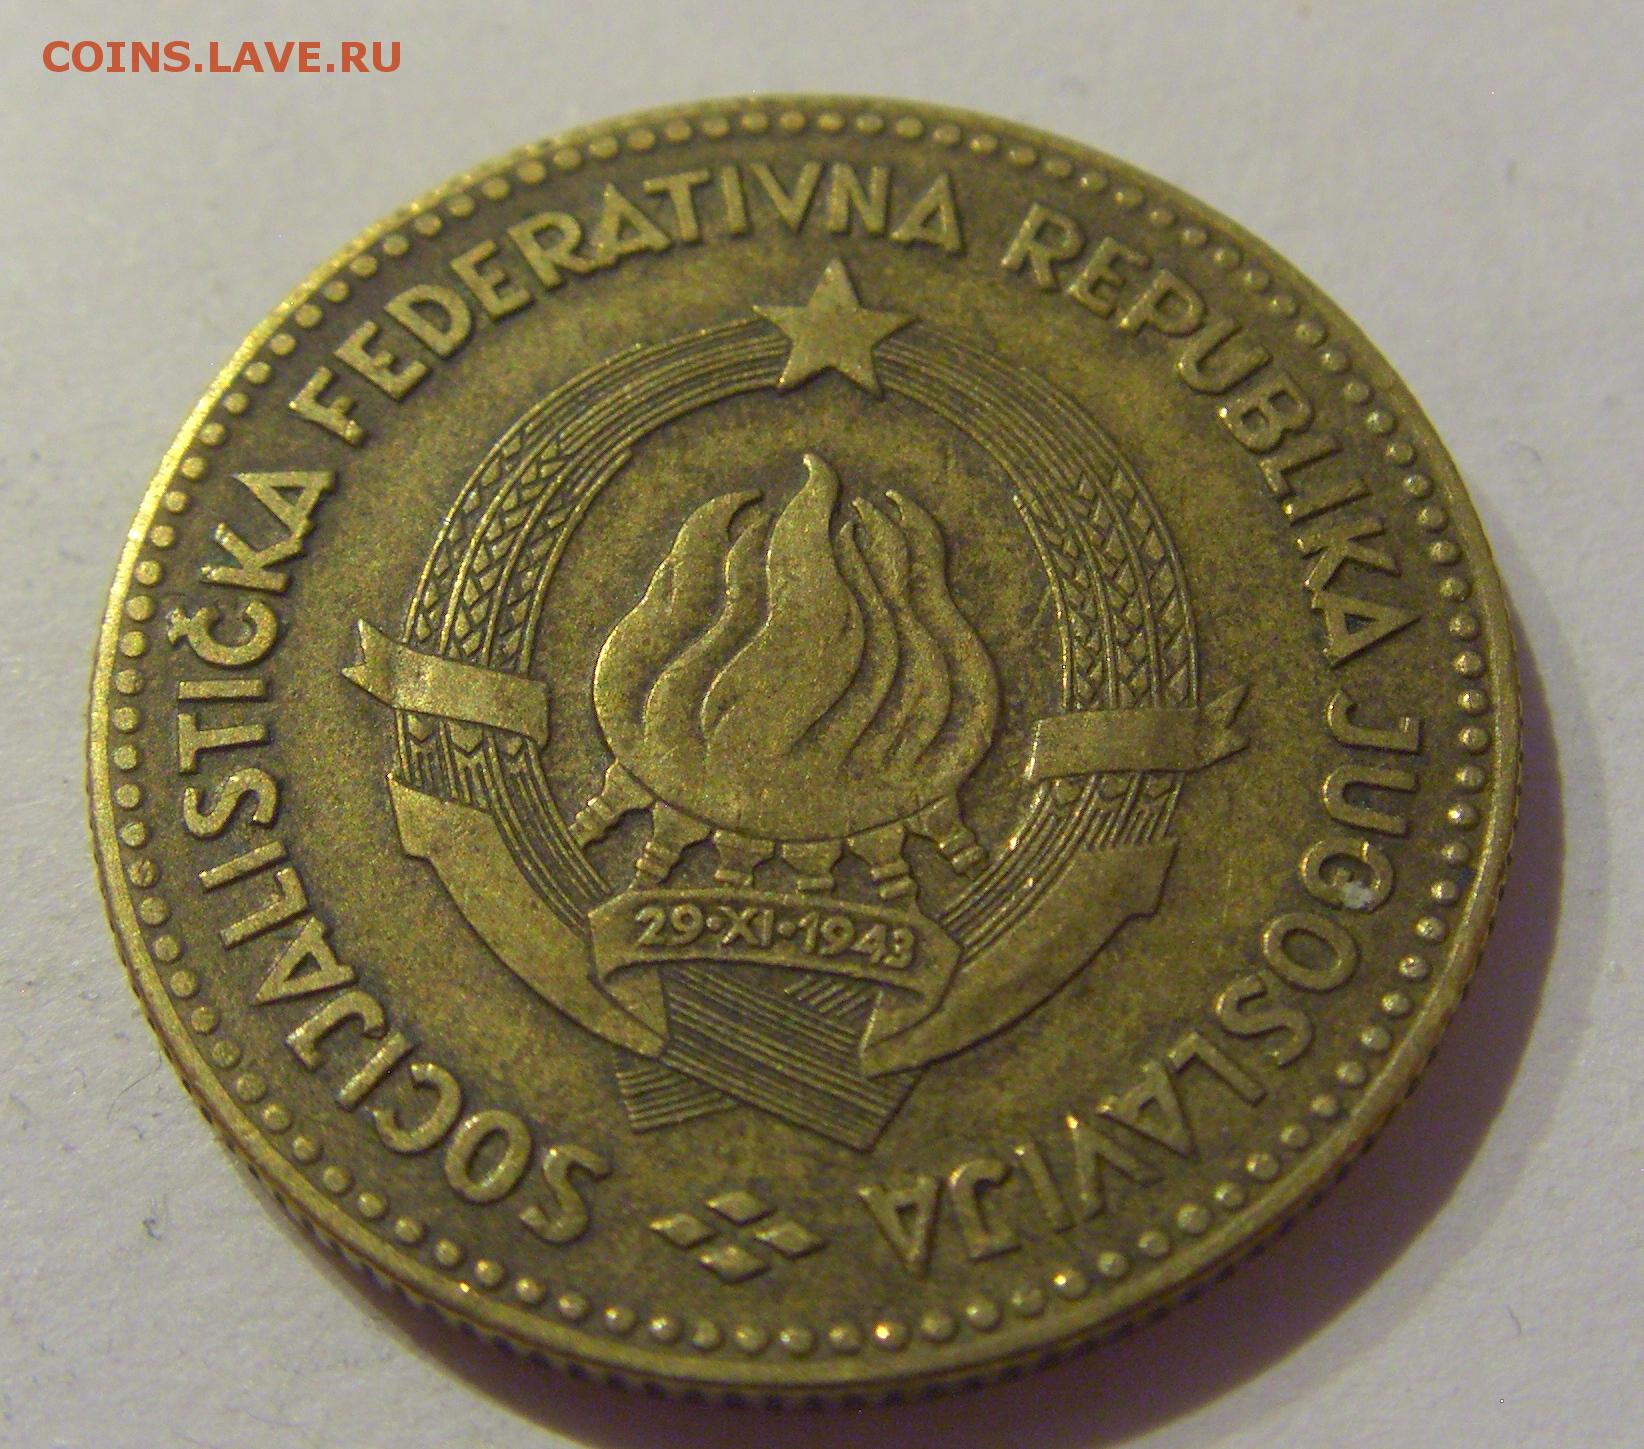 COINS.LAVE.RU
SOCIJALISTIČKA FEDERATIVNA REPUBLIKA JUGOSLAVIJA
29·XI·1943